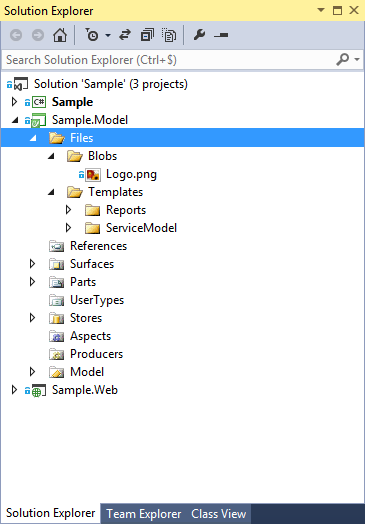 Solution Explorer
Search Solution Explorer (Ctrl+$)
Solution 'Sample' (3 projects)
C# Sample
Sample.Model
Files
Blobs
Logo.png
Templates
Reports
ServiceModel
References
Surfaces
Parts
UserTypes
Stores
Aspects
Producers
Model
Sample.Web
Solution Explorer Team Explorer Class View